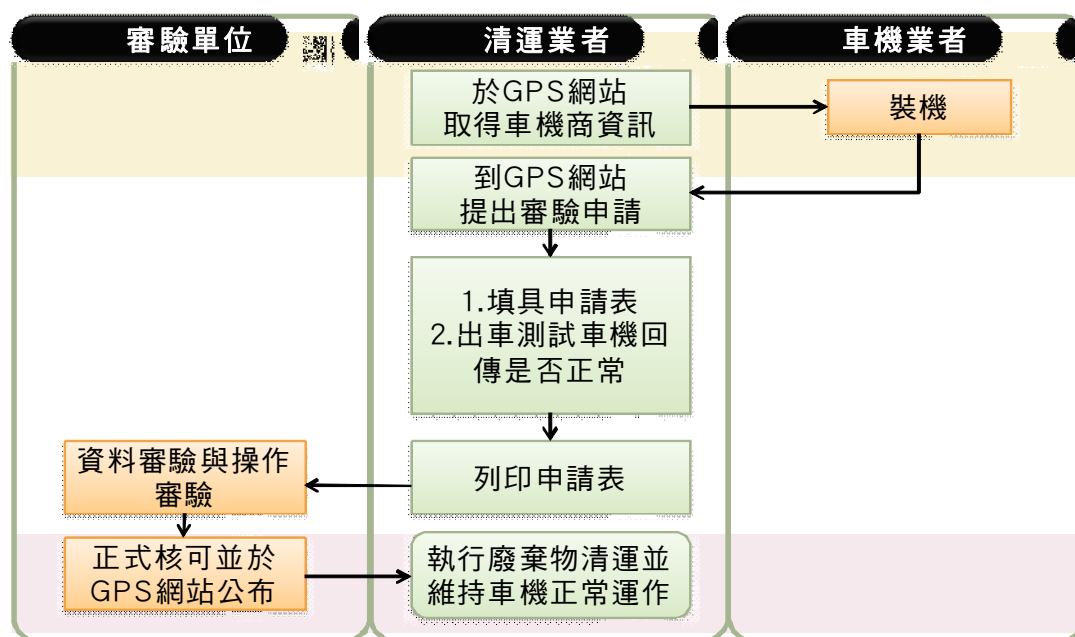 審驗單位
清運業者
車機業者
於GPS網站
取得車機商資訊
裝機
到GPS網站
提出審驗申請
1.填具申請表
2.出車測試車機回
傳是否正常
列印申請表
資料審驗與操作
審驗
正式核可並於
GPS網站公布
執行廢棄物清運並
維持車機正常運作